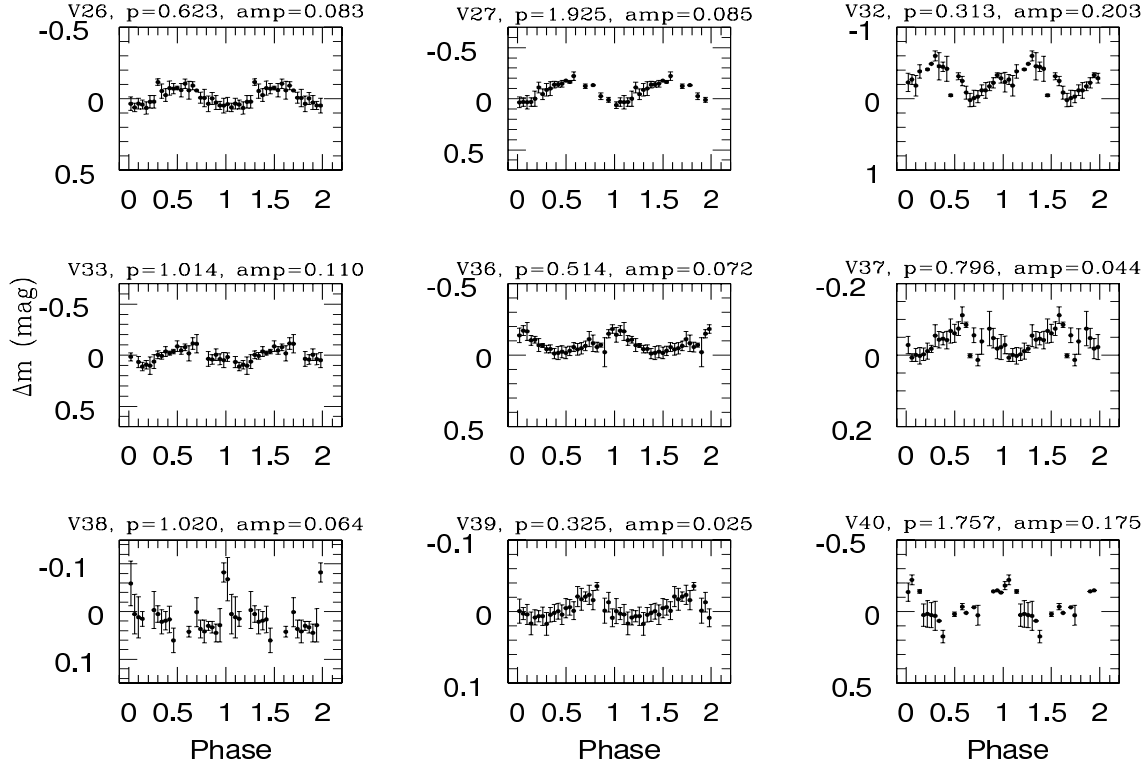 V26, p=0.623, amp=0.083
V27, p=1.925, amp=0.085
V32, p=0.313, amp=0.203
-0.5
0
0.5
-0.5
0
0.5
-1
0
1
0 0.5 1 1.5 2
0 0.5 1 1.5 2
0 0.5 1 1.5 2
V33, p=1.014, amp=0.110
V36, p=0.514, amp=0.072
V37, p=0.796, amp=0.044
Δm (mag)
-0.5
0
0.5
-0.5
0
0.5
-0.2
0
0.2
0 0.5 1 1.5 2
0 0.5 1 1.5 2
0 0.5 1 1.5 2
V38, p=1.020, amp=0.064
V39, p=0.325, amp=0.025
V40, p=1.757, amp=0.175
-0.1
0
0.1
-0.1
0
0.1
-0.5
0
0.5
0 0.5 1 1.5 2
0 0.5 1 1.5 2
0 0.5 1 1.5 2
Phase
Phase
Phase